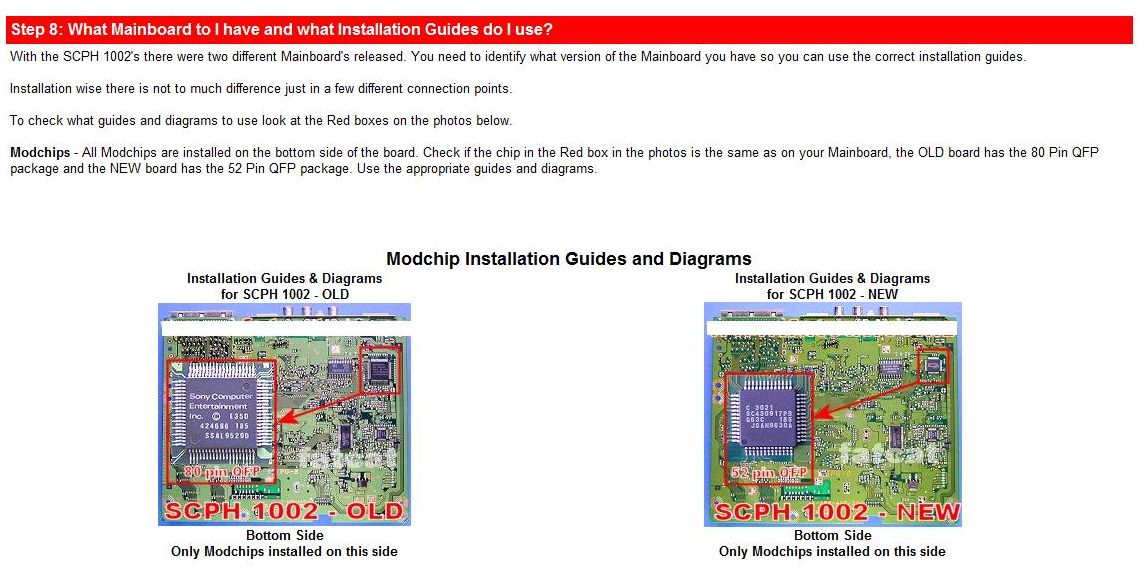 Step 8: What Mainboard to I have and what Installation Guides do I use?
With the SCPH 1002's there were two different Mainboard's released. You need to identify what version of the Mainboard you have so you can use the correct installation guides.
Installation wise there is not to much difference just in a few different connection points.
To check what guides and diagrams to use look at the Red boxes on the photos below.
Modchips - All Modchips are installed on the bottom side of the board. Check if the chip in the Red box in the photos is the same as on your Mainboard, the OLD board has the 80 Pin QFP
package and the NEW board has the 52 Pin QFP package. Use the appropriate guides and diagrams.
Modchip Installation Guides and Diagrams
Installation Guides & Diagrams
for SCPH 1002 - OLD
Sony Computer
Entertainment
Inc. © E35D
424686 185
SSAL9529D
80 pin QFP
fatcat
SCPH 1002 - OLD
Bottom Side
Only Modchips installed on this side
Installation Guides & Diagrams
for SCPH 1002 - NEW
C 3021
SC430917PB
G63C 185
JSAH9630A
52 pin QFP
fatcat
SCPH 1002 - NEW
Bottom Side
Only Modchips installed on this side